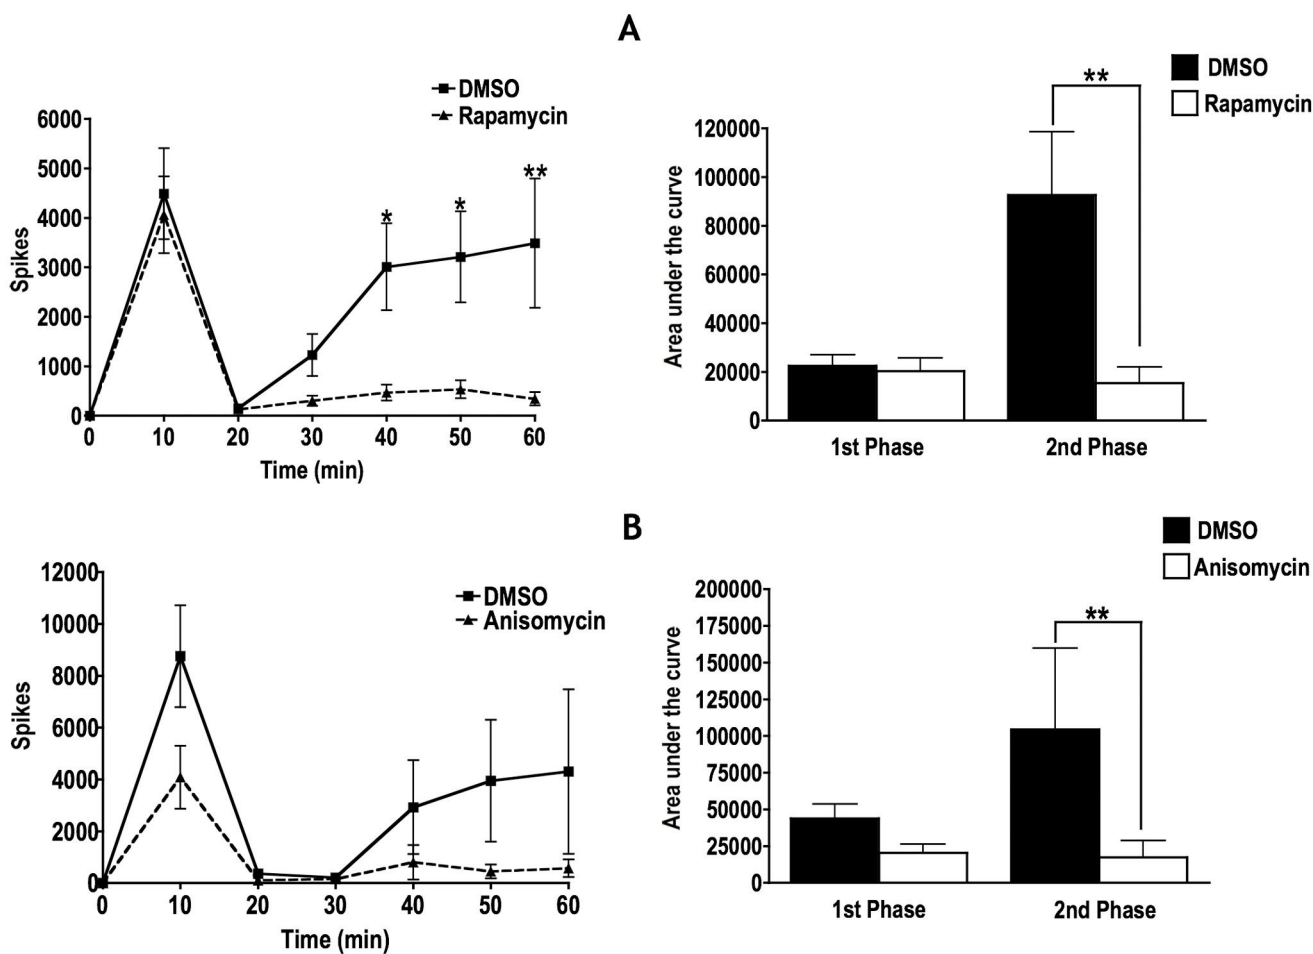 A
DMSO
Rapamycin
6000
5000
4000
3000
2000
1000
0
Spikes
*
*
**
0 10 20 30 40 50 60
Time (min)
DMSO
Rapamycin
**
120000
100000
80000
60000
40000
20000
0
Area under the curve
1st Phase 2nd Phase
B
DMSO
Anisomycin
12000
10000
8000
6000
4000
2000
0
Spikes
0 10 20 30 40 50 60
Time (min)
DMSO
Anisomycin
**
200000
175000
150000
125000
100000
75000
50000
25000
0
Area under the curve
1st Phase 2nd Phase